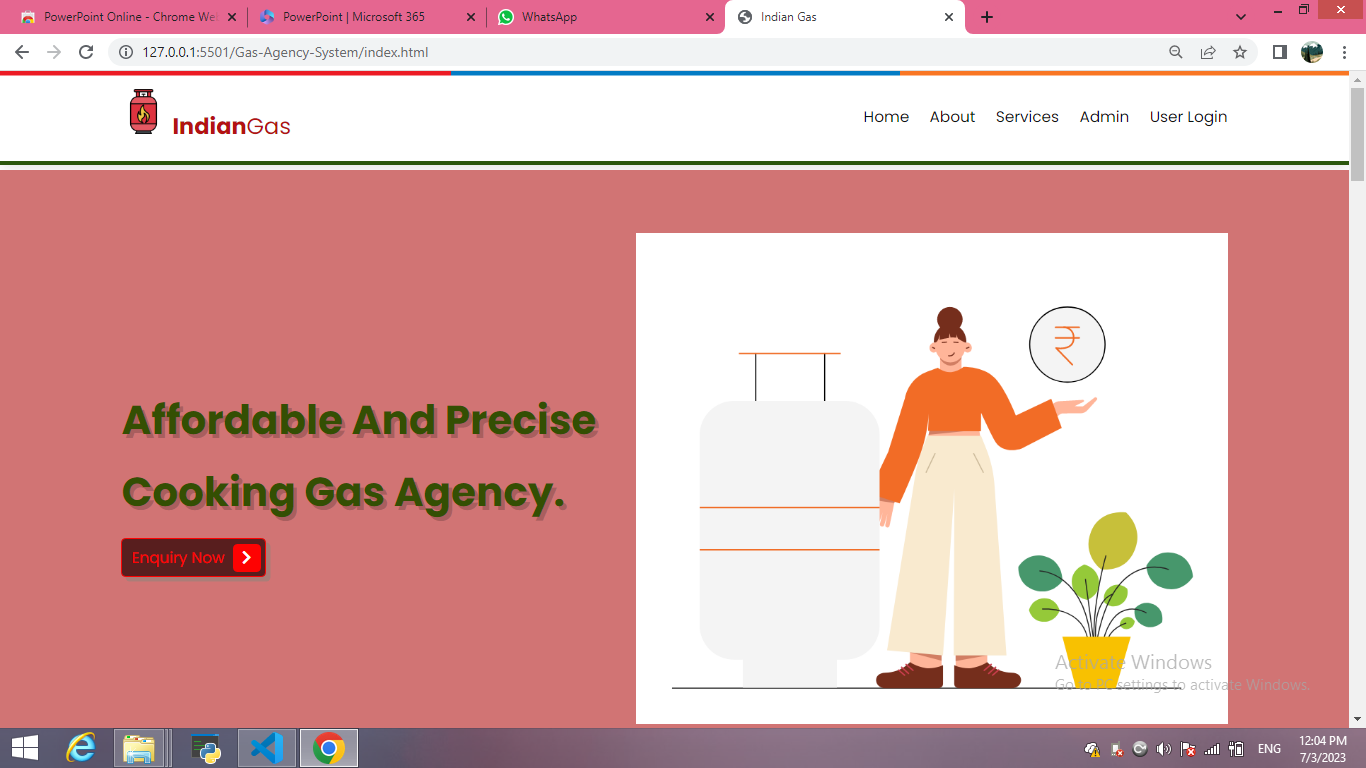 PowerPoint Online - Chrome We
PowerPoint | Microsoft 365
WhatsApp
Indian Gas
127.0.0.1:5501/Gas-Agency-System/index.html
IndianGas
Home
About
Services
Admin
User Login
₹
Affordable And Precise
Cooking Gas Agency.
Enquiry Now
Activate Windows
Go to PC settings to activate Windows.
ENG
12:04 PM
7/3/2023